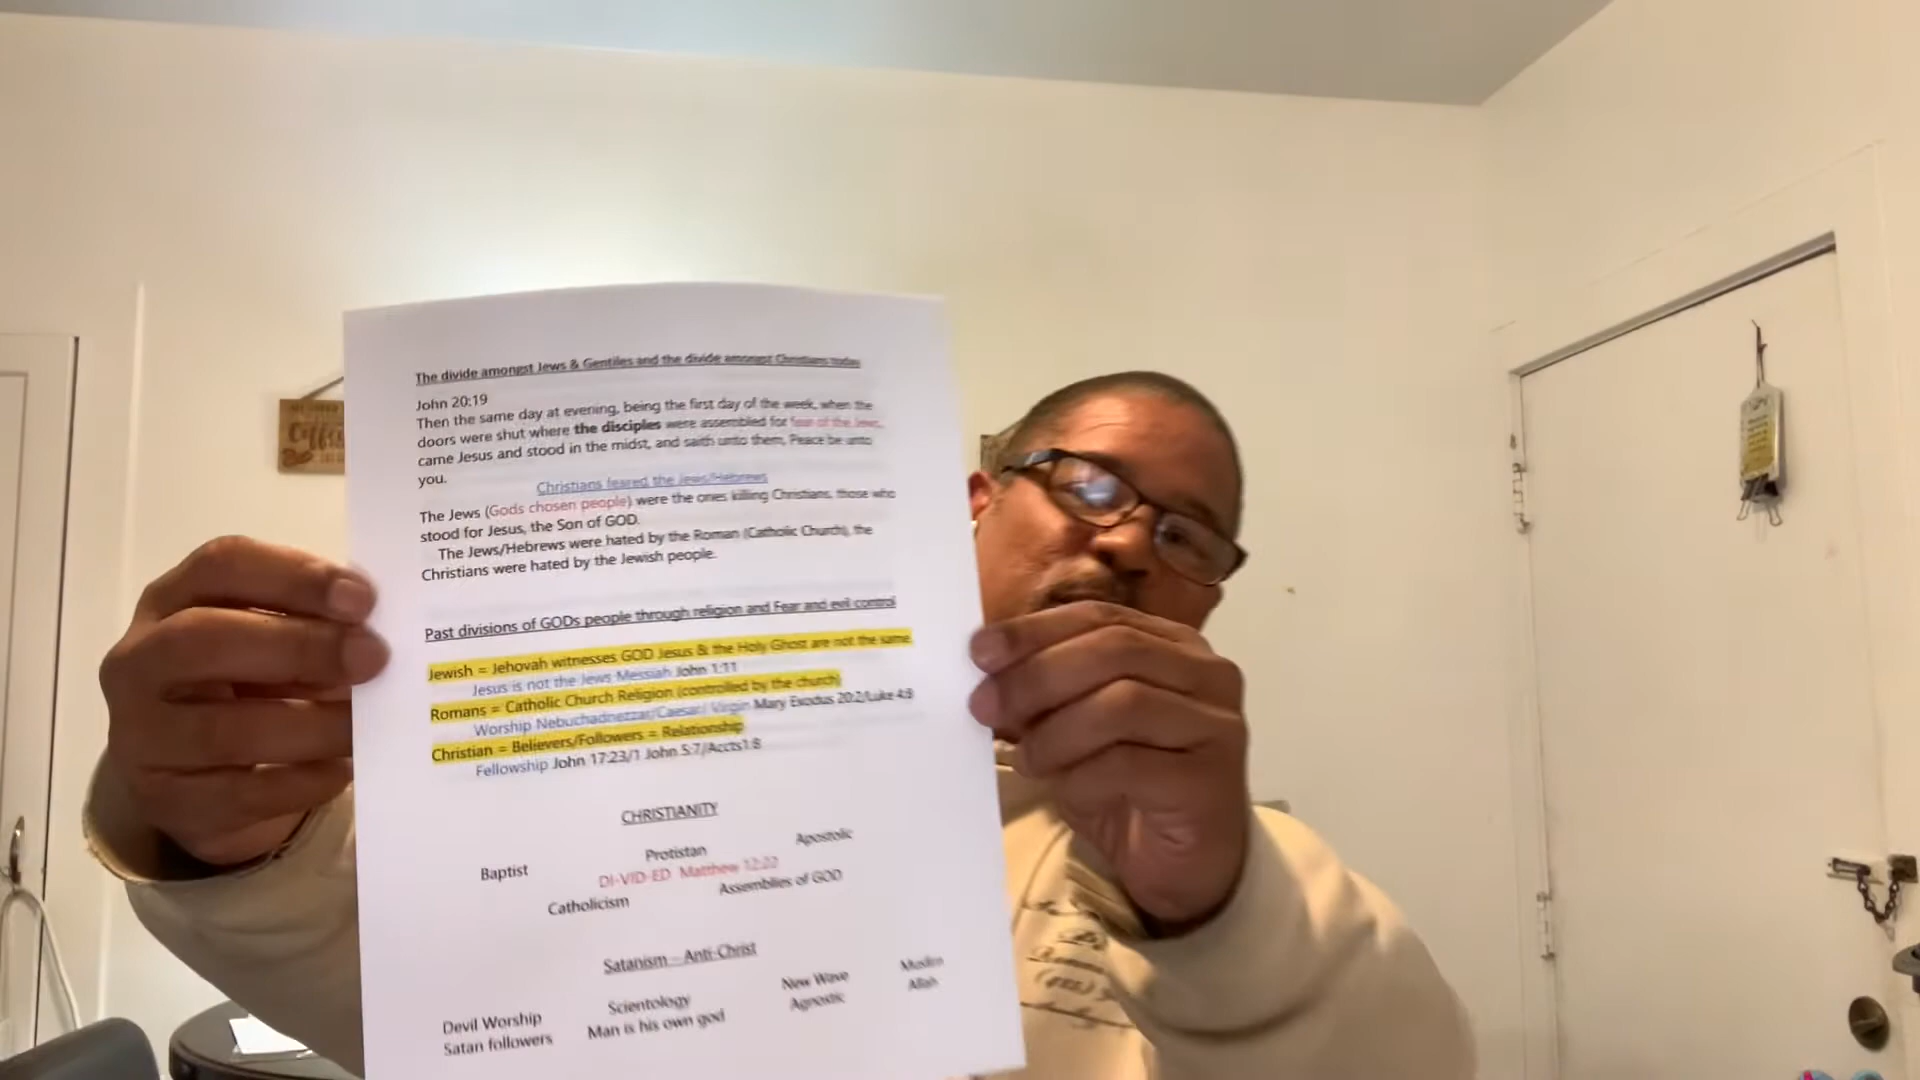 The divide amongst Jews & Gentiles and the divide amongst Christians today
John 20:19
Then the same day at evening, being the first day of the week, when the
doors were shut where the disciples were assembled for fear of the Jews,
came Jesus and stood in the midst, and saith unto them, Peace be unto
you.
Christians feared the Jews/Hebrews
The Jews (Gods chosen people) were the ones killing Christians, those who
stood for Jesus, the Son of GOD.
The Jews/Hebrews were hated by the Roman (Catholic Church), the
Christians were hated by the Jewish people.
Past divisions of GODs people through religion and Fear and evil control
Jewish = Jehovah witnesses GOD Jesus & the Holy Ghost are not the same
Jesus is not the Jews Messiah John 1:11
Romans = Catholic Church Religion (controlled by the church)
Worship Nebuchadnezzar/Caesar/ Virgin Mary Exodus 20:2/Luke 4:8
Christian = Believers/Followers = Relationship
Fellowship John 17:23/1 John 5:7/Accts1:8
CHRISTIANITY
Baptist Protistan Apostolic
DI-VID-ED Matthew 12:22
Catholicism Assemblies of GOD
Satanism - Anti-Christ
Devil Worship Scientology New Wave Muslim
Satan followers Man is his own god Agnostic Allah
Coffee